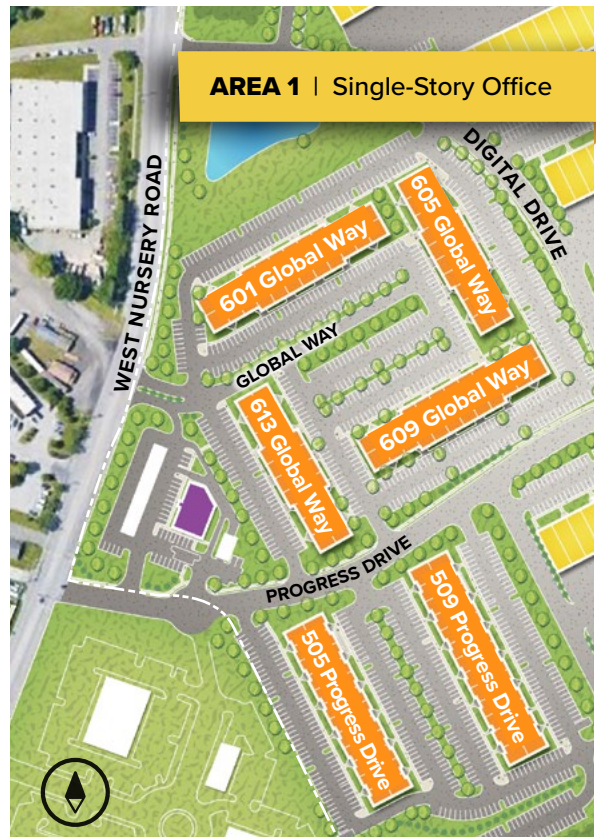 AREA 1 | Single-Story Office
WEST NURSERY ROAD
DIGITAL DRIVE
605 Global Way
601 Global Way
GLOBAL WAY
609 Global Way
613 Global Way
PROGRESS DRIVE
509 Progress Drive
505 Progress Drive